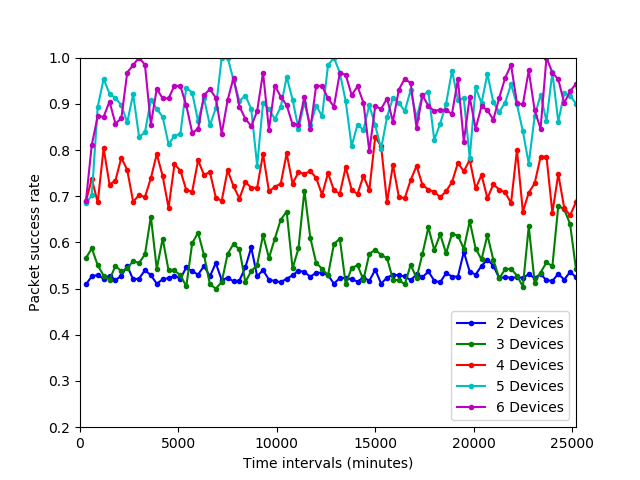 1.0
0.9
0.8
0.7
0.6
0.5
0.4
0.3
0.2
Packet success rate
2 Devices
3 Devices
4 Devices
5 Devices
6 Devices
0 5000 10000 15000 20000 25000
Time intervals (minutes)